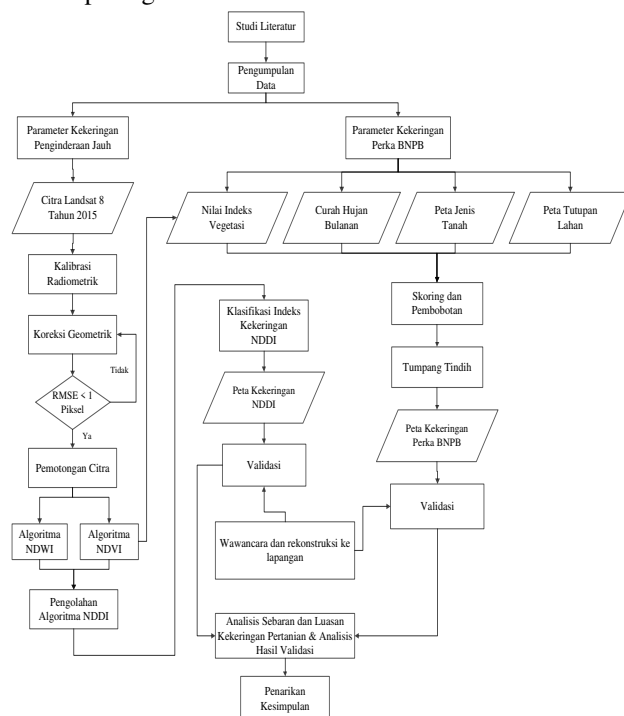 Studi Literatur
Pengumpulan
Data
Parameter Kekeringan
Penginderaan Jauh
Parameter Kekeringan
Perka BNPB
Citra Landsat 8
Tahun 2015
Nilai Indeks
Vegetasi
Curah Hujan
Bulanan
Peta Jenis
Tanah
Peta Tutupan
Lahan
Kalibrasi
Radiometrik
Koreksi Geometrik
Tidak
RMSE < 1
Piksel
Ya
Pemotongan Citra
Algoritma
NDWI
Algoritma
NDVI
Pengolahan
Algoritma NDDI
Klasifikasi Indeks
Kekeringan
NDDI
Peta Kekeringan
NDDI
Validasi
Wawancara dan rekonstruksi ke
lapangan
Skoring dan
Pembobotan
Tumpang Tindih
Peta Kekeringan
Perka BNPB
Validasi
Analisis Sebaran dan Luasan
Kekeringan Pertanian & Analisis
Hasil Validasi
Penarikan
Kesimpulan